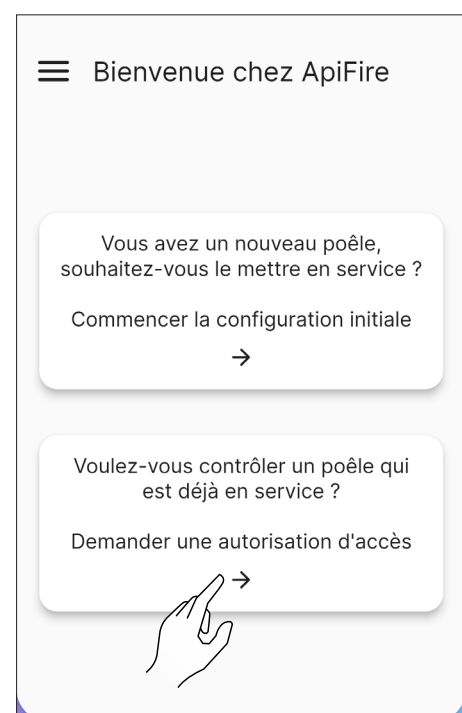 Bienvenue chez ApiFire
Vous avez un nouveau poêle,
souhaitez-vous le mettre en service ?
Commencer la configuration initiale
→
Voulez-vous contrôler un poêle qui
est déjà en service ?
Demander une autorisation d'accès
→